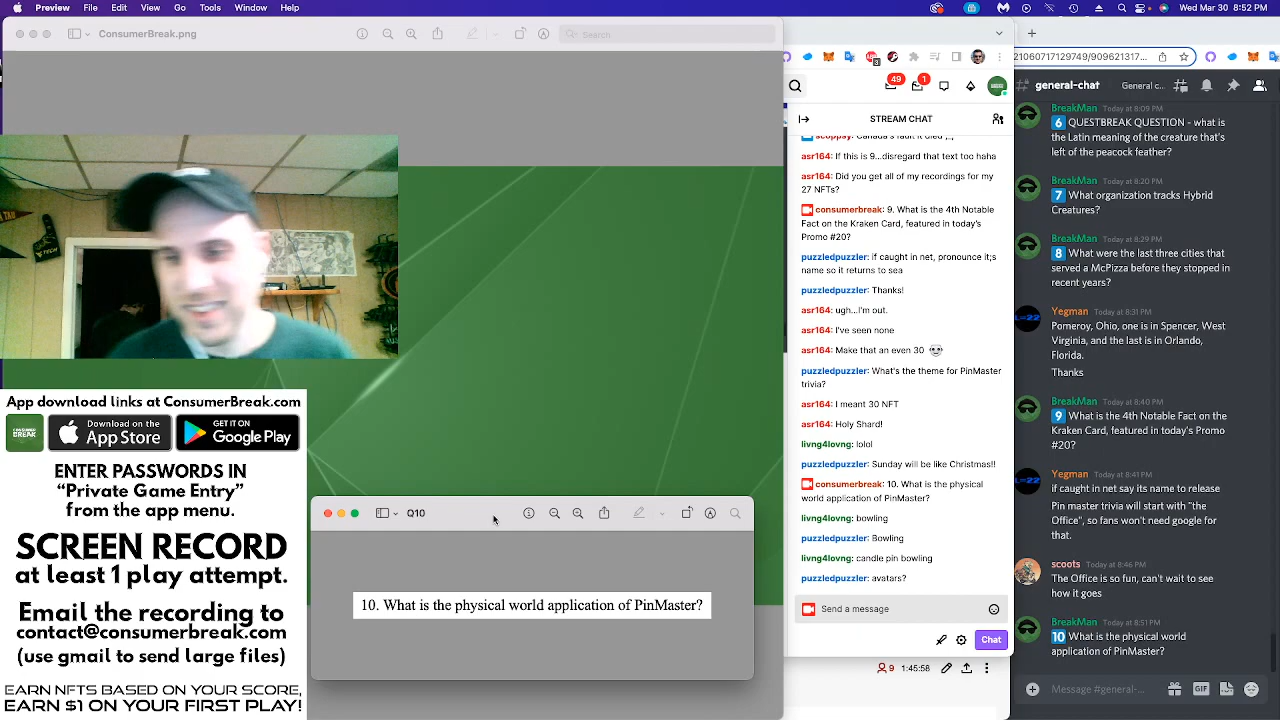 Preview File Edit View Go Tools Window Help
Wed Mar 30 8:52 PM
ConsumerBreak.png
Search
21060717129749/909621317...
49
1
STREAM CHAT
asr164: If this is 9...disregard that text too haha
asr164: Did you get all of my recordings for my
27 NFTs?
consumerbreak: 9. What is the 4th Notable
Fact on the Kraken Card, featured in today's
Promo #20?
puzzledpuzzler: if caught in net, pronounce it;s
name so it returns to sea
puzzledpuzzler: Thanks!
asr164: ugh...I'm out.
asr164: I've seen none
asr164: Make that an even 30
puzzledpuzzler: What's the theme for PinMaster
trivia?
asr164: I meant 30 NFT
asr164: Holy Shard!
livng4lovng: lolol
puzzledpuzzler: Sunday will be like Christmas!!
consumerbreak: 10. What is the physical
world application of PinMaster?
livng4lovng: bowling
puzzledpuzzler: Bowling
livng4lovng: candle pin bowling
puzzledpuzzler: avatars?
Send a message
Chat
9 1:45:58
general-chat General c...
BreakMan Today at 8:09 PM
6 QUESTBREAK QUESTION - what is
the Latin meaning of the creature that's
left of the peacock feather?
BreakMan Today at 8:20 PM
7 What organization tracks Hybrid
Creatures?
BreakMan Today at 8:29 PM
8 What were the last three cities that
served a McPizza before they stopped in
recent years?
Yegman Today at 8:31 PM
Pomeroy, Ohio, one is in Spencer, West
Virginia, and the last is in Orlando,
Florida.
Thanks
BreakMan Today at 8:40 PM
9 What is the 4th Notable Fact on the
Kraken Card, featured in today's Promo
#20?
Yegman Today at 8:41 PM
if caught in net say its name to release
Pin master trivia will start with "the
Office", so if won't need google for
that.
scoots Today at 8:46 PM
The Office is so fun, can't wait to see
how it goes
BreakMan Today at 8:51 PM
10 What is the physical world
application of PinMaster?
Message #general-...
GIF
App download links at ConsumerBreak.com
CONSUMER
BREAK
Download on the
App Store
GET IT ON
Google Play
ENTER PASSWORDS IN
“Private Game Entry”
from the app menu.
SCREEN RECORD
at least 1 play attempt.
Email the recording to
contact@consumerbreak.com
(use gmail to send large files)
EARN NFTS BASED ON YOUR SCORE,
EARN $1 ON YOUR FIRST PLAY!
Q10
10. What is the physical world application of PinMaster?